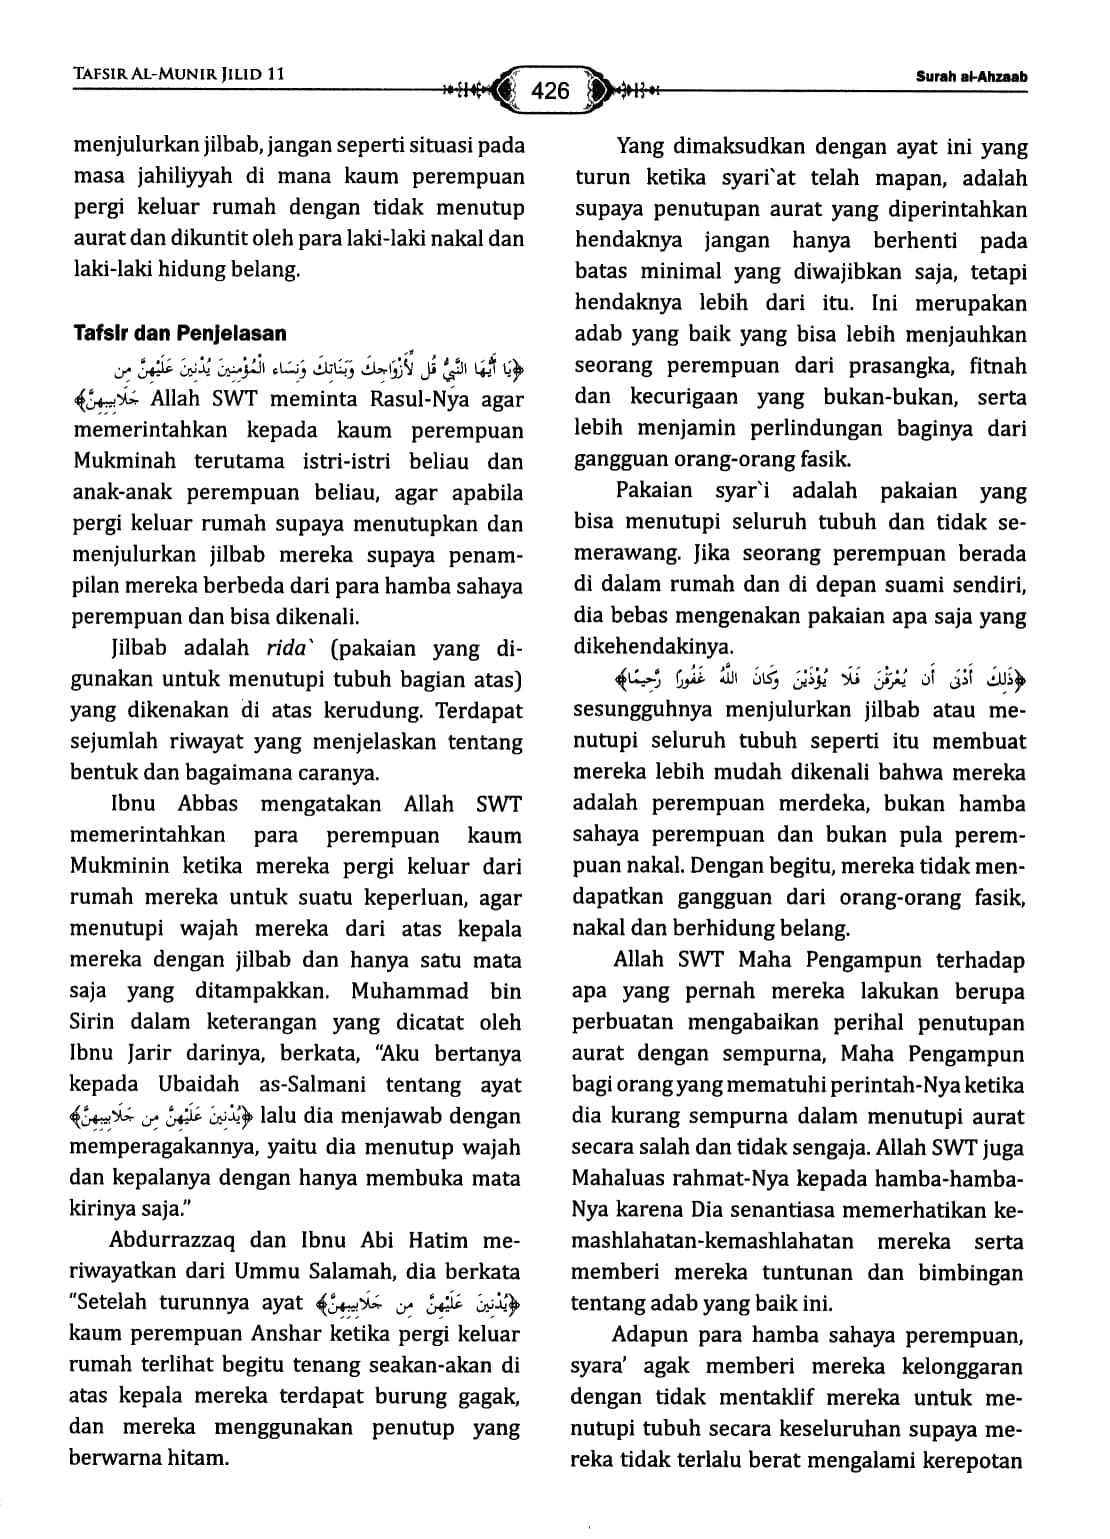 TAFSIR AL-MUNIR JILID 11
426
Surah al-Ahzaab
menjulurkan jilbab, jangan seperti situasi pada
masa jahiliyyah di mana kaum perempuan
pergi keluar rumah dengan tidak menutup
aurat dan dikuntit oleh para laki-laki nakal dan
laki-laki hidung belang.
Tafsir dan Penjelasan
﴿يَا أَيُّهَا النَّبِيُّ قُل لِّأَزْوَاجِكَ وَبَنَاتِكَ وَنِسَاء الْمُؤْمِنِينَ يُدْنِينَ عَلَيْهِنَّ مِن
جَلَابِيبِهِنَّ﴾ Allah SWT meminta Rasul-Nya agar
memerintahkan kepada kaum perempuan
Mukminah terutama istri-istri beliau dan
anak-anak perempuan beliau, agar apabila
pergi keluar rumah supaya menutupkan dan
menjulurkan jilbab mereka supaya penam-
pilan mereka berbeda dari para hamba sahaya
perempuan dan bisa dikenali.
Jilbab adalah rida` (pakaian yang di-
gunakan untuk menutupi tubuh bagian atas)
yang dikenakan di atas kerudung. Terdapat
sejumlah riwayat yang menjelaskan tentang
bentuk dan bagaimana caranya.
Ibnu Abbas mengatakan Allah SWT
memerintahkan para perempuan kaum
Mukminin ketika mereka pergi keluar dari
rumah mereka untuk suatu keperluan, agar
menutupi wajah mereka dari atas kepala
mereka dengan jilbab dan hanya satu mata
saja yang ditampakkan. Muhammad bin
Sirin dalam keterangan yang dicatat oleh
Ibnu Jarir darinya, berkata, “Aku bertanya
kepada Ubaidah as-Salmani tentang ayat
﴿يُدْنِينَ عَلَيْهِنَّ مِن جَلَابِيبِهِنَّ﴾ lalu dia menjawab dengan
memperagakannya, yaitu dia menutup wajah
dan kepalanya dengan hanya membuka mata
kirinya saja.”
Abdurrazzaq dan Ibnu Abi Hatim me-
riwayatkan dari Ummu Salamah, dia berkata
“Setelah turunnya ayat ﴿يُدْنِينَ عَلَيْهِنَّ مِن جَلَابِيبِهِنَّ﴾
kaum perempuan Anshar ketika pergi keluar
rumah terlihat begitu tenang seakan-akan di
atas kepala mereka terdapat burung gagak,
dan mereka menggunakan penutup yang
berwarna hitam.
Yang dimaksudkan dengan ayat ini yang
turun ketika syari`at telah mapan, adalah
supaya penutupan aurat yang diperintahkan
hendaknya jangan hanya berhenti pada
batas minimal yang diwajibkan saja, tetapi
hendaknya lebih dari itu. Ini merupakan
adab yang baik yang bisa lebih menjauhkan
seorang perempuan dari prasangka, fitnah
dan kecurigaan yang bukan-bukan, serta
lebih menjamin perlindungan baginya dari
gangguan orang-orang fasik.
Pakaian syar`i adalah pakaian yang
bisa menutupi seluruh tubuh dan tidak se-
merawang. Jika seorang perempuan berada
di dalam rumah dan di depan suami sendiri,
dia bebas mengenakan pakaian apa saja yang
dikehendakinya.
﴿ذَلِكَ أَدْنَى أَن يُعْرَفْنَ فَلَا يُؤْذَيْنَ وَكَانَ اللَّهُ غَفُورًا رَّحِيمًا﴾
sesungguhnya menjulurkan jilbab atau me-
nutupi seluruh tubuh seperti itu membuat
mereka lebih mudah dikenali bahwa mereka
adalah perempuan merdeka, bukan hamba
sahaya perempuan dan bukan pula perem-
puan nakal. Dengan begitu, mereka tidak men-
dapatkan gangguan dari orang-orang fasik,
nakal dan berhidung belang.
Allah SWT Maha Pengampun terhadap
apa yang pernah mereka lakukan berupa
perbuatan mengabaikan perihal penutupan
aurat dengan sempurna, Maha Pengampun
bagi orang yang mematuhi perintah-Nya ketika
dia kurang sempurna dalam menutupi aurat
secara salah dan tidak sengaja. Allah SWT juga
Mahaluas rahmat-Nya kepada hamba-hamba-
Nya karena Dia senantiasa memerhatikan ke-
mashlahatan-kemashlahatan mereka serta
memberi mereka tuntunan dan bimbingan
tentang adab yang baik ini.
Adapun para hamba sahaya perempuan,
syara’ agak memberi mereka kelonggaran
dengan tidak mentaklif mereka untuk me-
nutupi tubuh secara keseluruhan supaya me-
reka tidak terlalu berat mengalami kerepotan